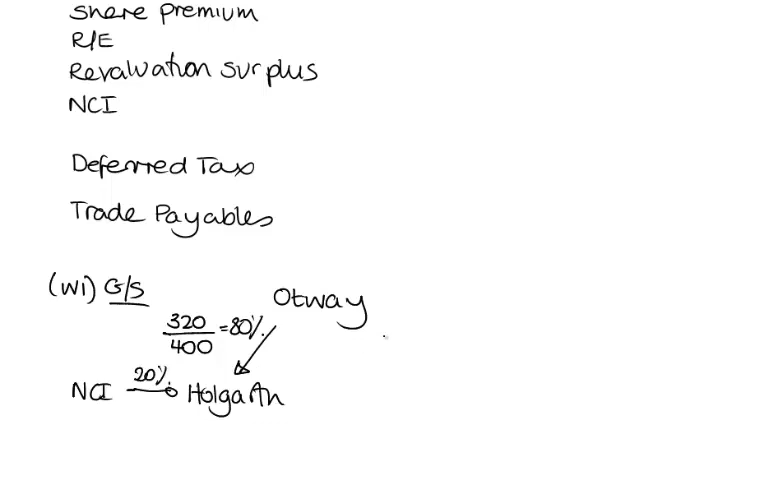 Share Premium
R/E
Revaluation surplus
NCI
Deferred Tax
Trade Payables
(W1) G/S
Otway
320/400 = 80%
NCI 20% Holgarth